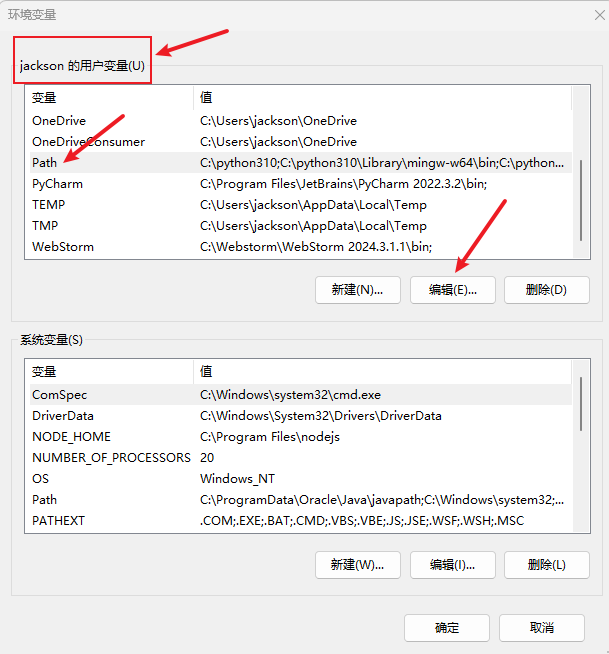 环境变量
jackson 的用户变量(U)
变量 值
OneDrive C:\Users\jackson\OneDrive
OneDriveConsumer C:\Users\jackson\OneDrive
Path C:\python310;C:\python310\Library\mingw-w64\bin;C:\python...
PyCharm C:\Program Files\JetBrains\PyCharm 2022.3.2\bin;
TEMP C:\Users\jackson\AppData\Local\Temp
TMP C:\Users\jackson\AppData\Local\Temp
WebStorm C:\Webstorm\WebStorm 2024.3.1.1\bin;
新建(N)... 编辑(E)... 删除(D)
系统变量(S)
变量 值
ComSpec C:\Windows\system32\cmd.exe
DriverData C:\Windows\System32\Drivers\DriverData
NODE_HOME C:\Program Files\nodejs
NUMBER_OF_PROCESSORS 20
OS Windows_NT
Path C:\ProgramData\Oracle\Java\javapath;C:\Windows\system32;...
PATHEXT .COM;.EXE;.BAT;.CMD;.VBS;.VBE;.JS;.JSE;.WSF;.WSH;.MSC
新建(W)... 编辑(I)... 删除(L)
确定 取消